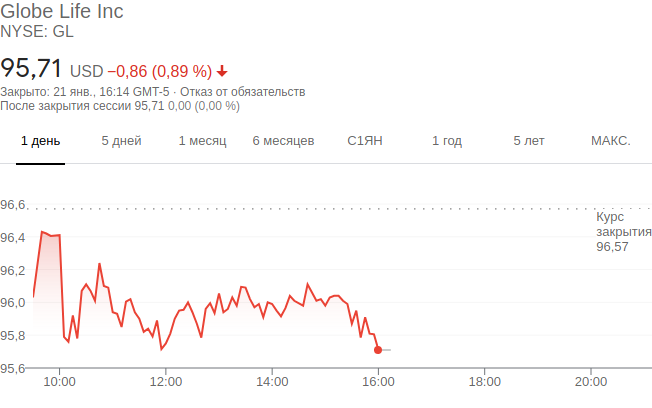 Globe Life Inc
NYSE: GL
95,71 USD −0,86 (0,89 %)
Закрыто: 21 янв., 16:14 GMT-5 · Отказ от обязательств
После закрытия сессии 95,71 0,00 (0,00 %)
1 день 5 дней 1 месяц 6 месяцев С1ЯН 1 год 5 лет МАКС.
96,6
Курс
закрытия
96,57
96,4
96,2
96,0
95,8
95,6
10:00 12:00 14:00 16:00 18:00 20:00